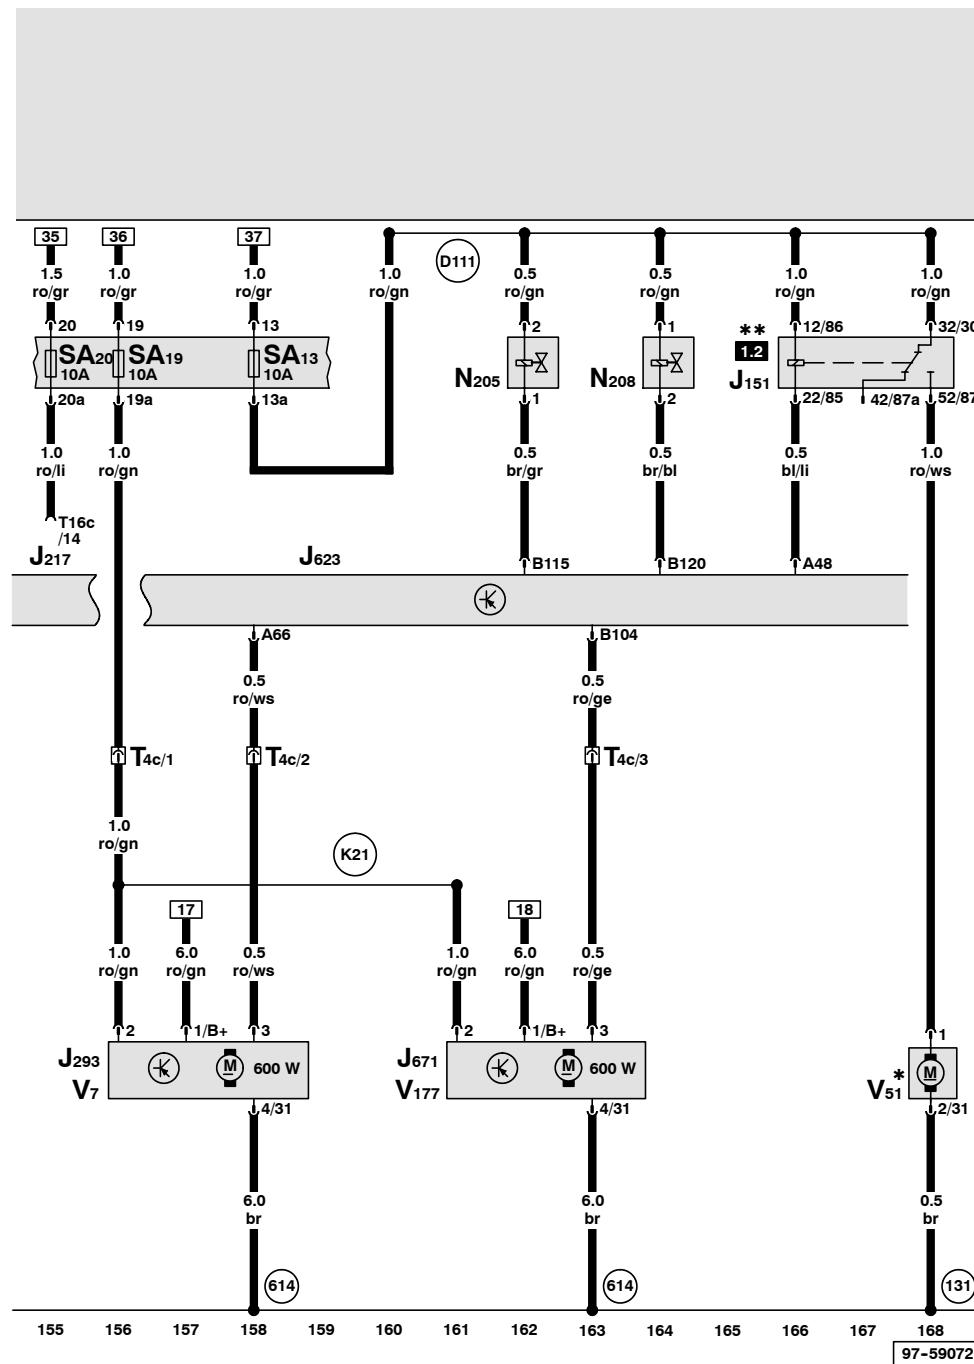 35 36 37
D111
1.5 1.0 1.0 1.0 0.5 0.5 1.0 1.0
ro/gr ro/gr ro/gr ro/gn ro/gn ro/gn ro/gn ro/gn
20 19 13 2 1 ** 12/86 32/30
SA20 SA19 SA13 1.2
10A 10A 10A N205 N208 J151
20a 19a 13a 1 2 22/85 42/87a 52/87
1.0 1.0 0.5 0.5 0.5 1.0
ro/li ro/gn br/gr br/bl bl/li ro/ws
T16c
/14
J217 J623 B115 B120 A48
A66 B104
0.5 0.5
ro/ws ro/ge
T4c/1 T4c/2 T4c/3
1.0
ro/gn
K21
17 18
1.0 6.0 0.5 1.0 6.0 0.5
ro/gn ro/gn ro/ws ro/gn ro/gn ro/ge
2 1/B+ 3 2 1/B+ 3 1
J293 M 600 W J671 M 600 W
V7 V177 * M
V51
4/31 4/31 2/31
6.0 6.0 0.5
br br br
614 614 131
155 156 157 158 159 160 161 162 163 164 165 166 167 168
97-59072